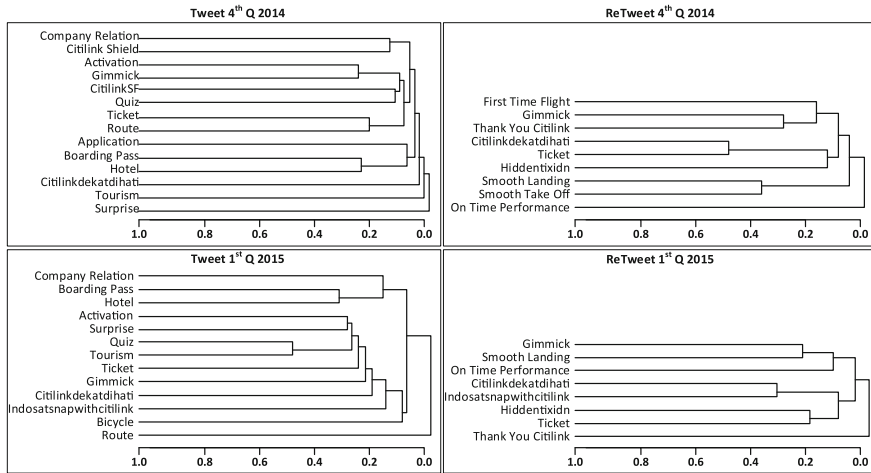 Tweet 4th Q 2014
Company Relation
Citilink Shield
Activation
Gimmick
CitilinkSF
Quiz
Ticket
Route
Application
Boarding Pass
Hotel
Citilinkdekatdihati
Tourism
Surprise
1.0 0.8 0.6 0.4 0.2 0.0
ReTweet 4th Q 2014
First Time Flight
Gimmick
Thank You Citilink
Citilinkdekatdihati
Ticket
Hiddentixidn
Smooth Landing
Smooth Take Off
On Time Performance
1.0 0.8 0.6 0.4 0.2 0.0
Tweet 1st Q 2015
Company Relation
Boarding Pass
Hotel
Activation
Surprise
Quiz
Tourism
Ticket
Gimmick
Citilinkdekatdihati
Indosatsnapwithcitilink
Bicycle
Route
1.0 0.8 0.6 0.4 0.2 0.0
ReTweet 1st Q 2015
Gimmick
Smooth Landing
On Time Performance
Citilinkdekatdihati
Indosatsnapwithcitilink
Hiddentixidn
Ticket
Thank You Citilink
1.0 0.8 0.6 0.4 0.2 0.0